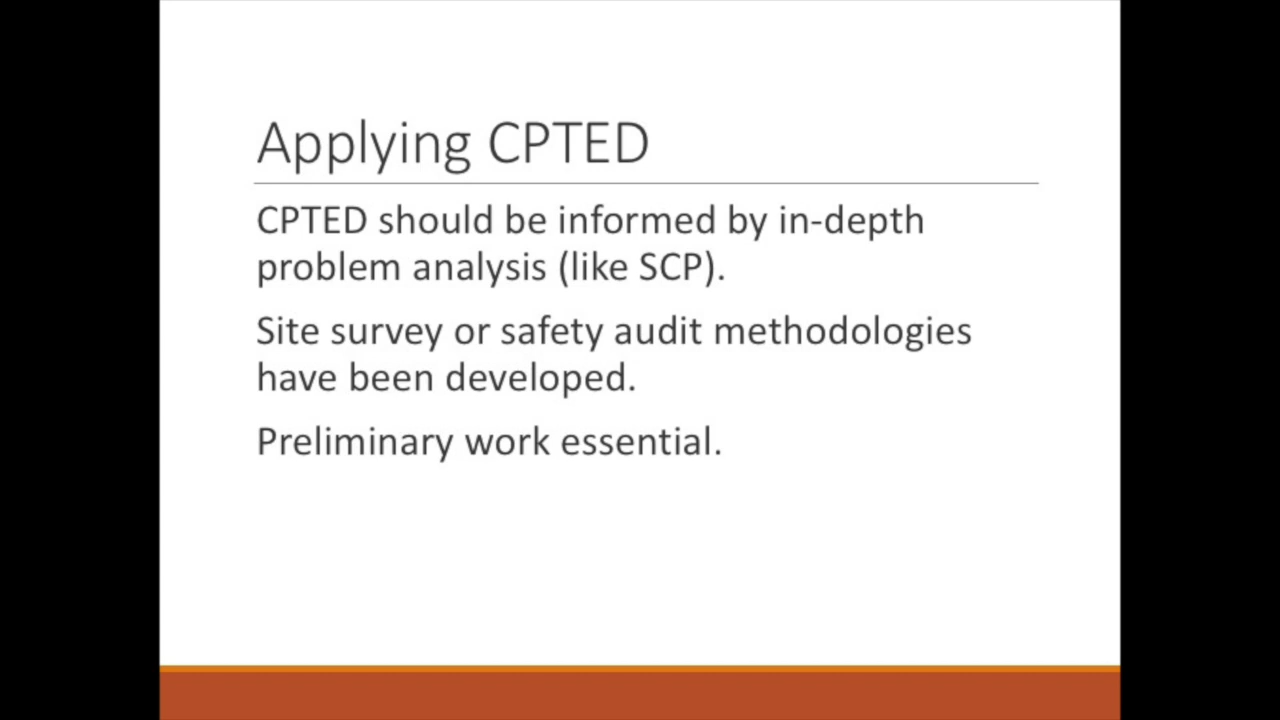 Applying CPTED
CPTED should be informed by in-depth
problem analysis (like SCP).
Site survey or safety audit methodologies
have been developed.
Preliminary work essential.